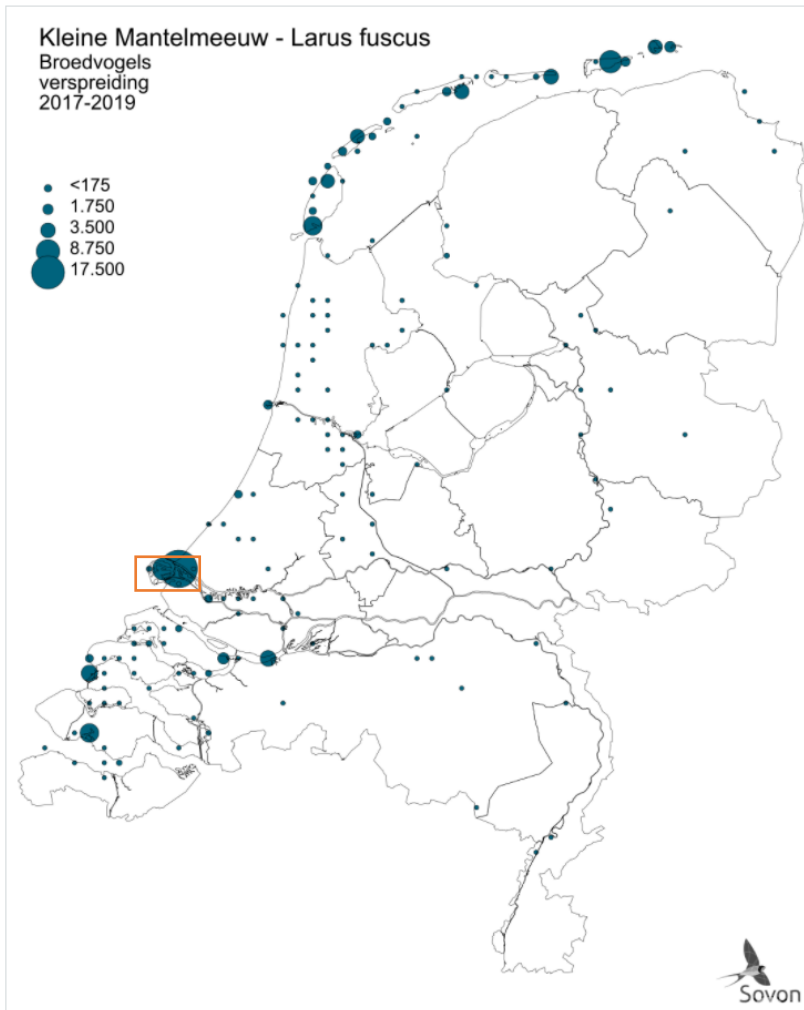 Kleine Mantelmeeuw - Larus fuscus
Broedvogels
verspreiding
2017-2019
<175
1.750
3.500
8.750
17.500
Sovon